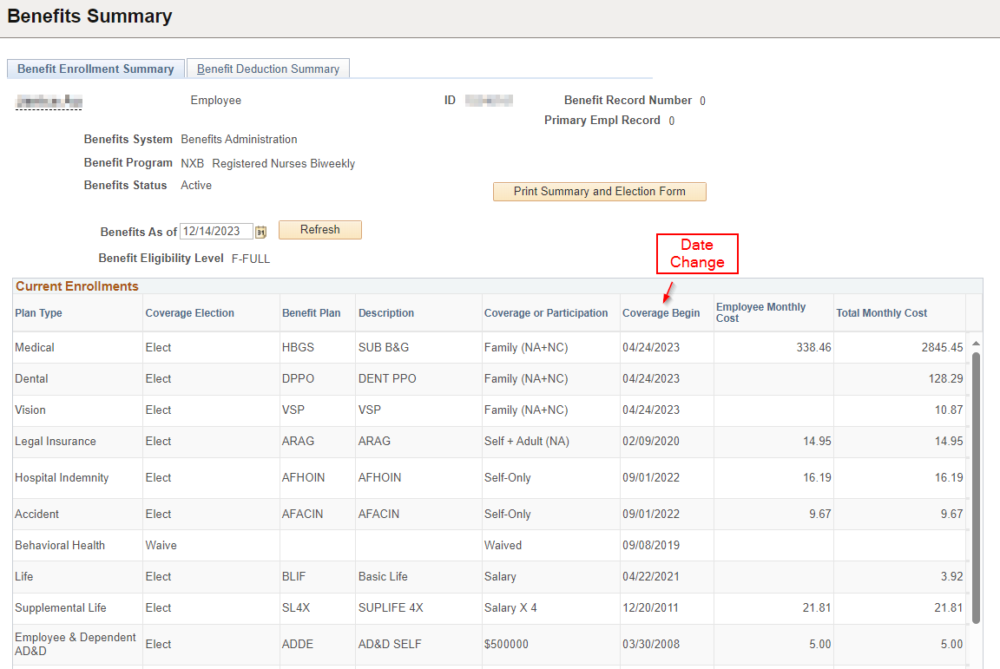 Benefits Summary
Benefit Enrollment Summary Benefit Deduction Summary
Employee ID Benefit Record Number 0
Primary Empl Record 0
Benefits System Benefits Administration
Benefit Program NXB Registered Nurses Biweekly
Benefits Status Active
Print Summary and Election Form
Benefits As of 12/14/2023 31 Refresh
Benefit Eligibility Level F-FULL
Date
Change
Current Enrollments
Plan Type Coverage Election Benefit Plan Description Coverage or Participation Coverage Begin Employee Monthly Cost Total Monthly Cost
Medical Elect HBGS SUB B&G Family (NA+NC) 04/24/2023 338.46 2845.45
Dental Elect DPPO DENT PPO Family (NA+NC) 04/24/2023 128.29
Vision Elect VSP VSP Family (NA+NC) 04/24/2023 10.87
Legal Insurance Elect ARAG ARAG Self + Adult (NA) 02/09/2020 14.95 14.95
Hospital Indemnity Elect AFHOIN AFHOIN Self-Only 09/01/2022 16.19 16.19
Accident Elect AFACIN AFACIN Self-Only 09/01/2022 9.67 9.67
Behavioral Health Waive Waived 09/08/2019
Life Elect BLIF Basic Life Salary 04/22/2021 3.92
Supplemental Life Elect SL4X SUPLIFE 4X Salary X 4 12/20/2011 21.81 21.81
Employee & Dependent AD&D Elect ADDE AD&D SELF $500000 03/30/2008 5.00 5.00